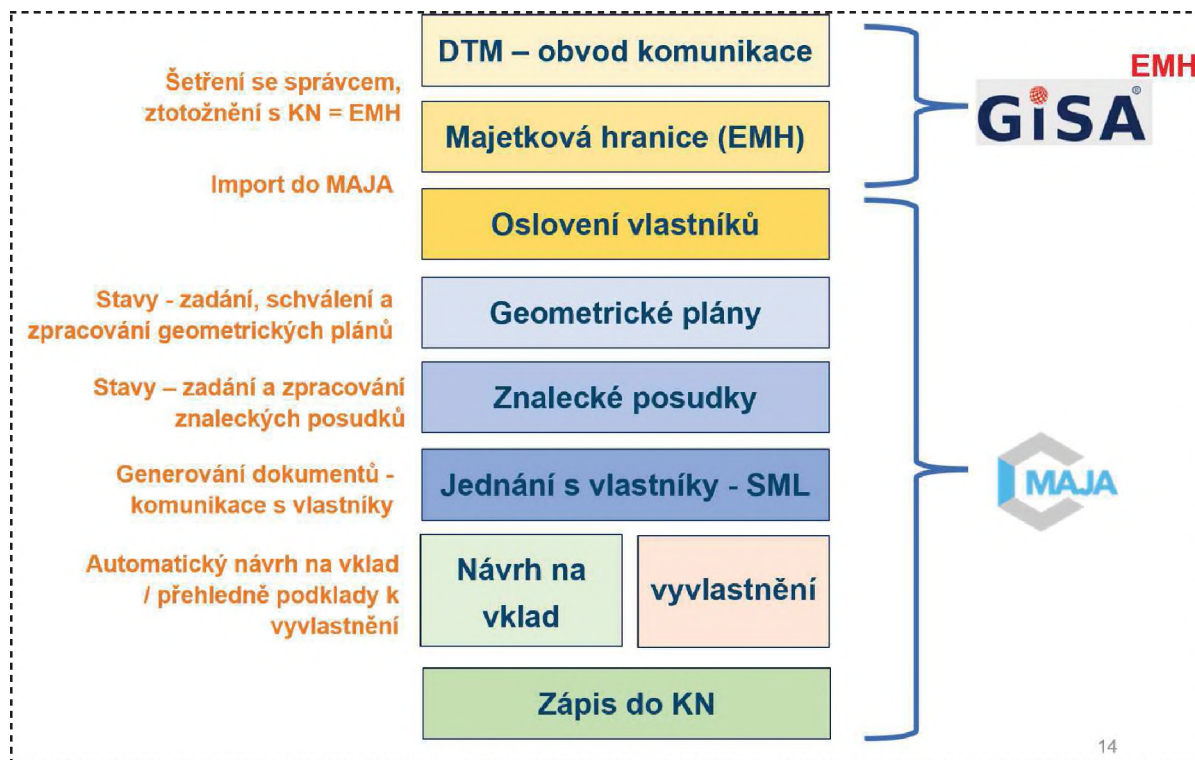 DTM – obvod komunikace
EMH
GiSA®
Šetření se správcem,
ztotožnění s KN = EMH
Majetková hranice (EMH)
Import do MAJA
Oslovení vlastníků
Stavy - zadání, schválení a
zpracování geometrických plánů
Geometrické plány
Stavy – zadání a zpracování
znaleckých posudků
Znalecké posudky
Generování dokumentů -
komunikace s vlastníky
Jednání s vlastníky - SML
MAJA
Automatický návrh na vklad
/ přehledně podklady k
vyvlastnění
Návrh na
vklad
vyvlastnění
Zápis do KN
14